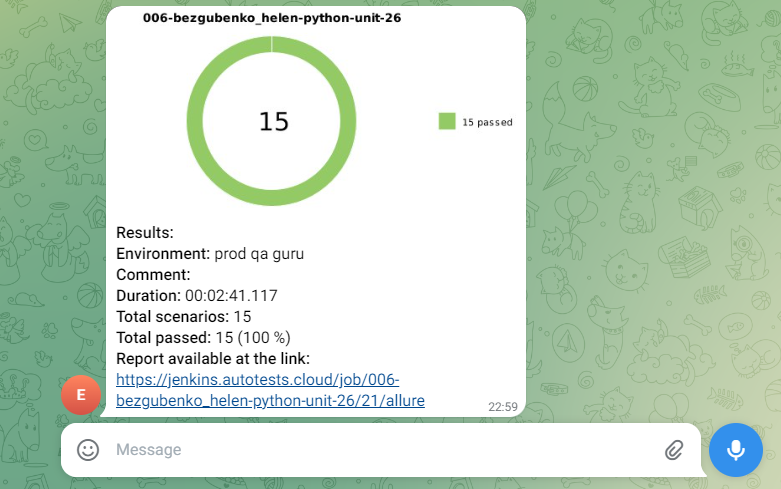 006-bezgubenko_helen-python-unit-26
15
15 passed
Results:
Environment: prod qa guru
Comment:
Duration: 00:02:41.117
Total scenarios: 15
Total passed: 15 (100 %)
Report available at the link:
https://jenkins.autotests.cloud/job/006-
bezgubenko_helen-python-unit-26/21/allure
22:59
E
Message